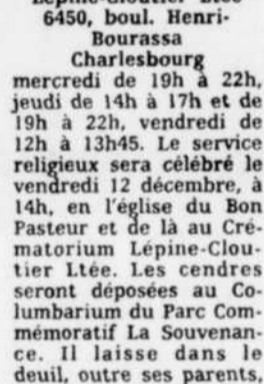 Lépine-Cloutier Ltée
6450, boul. Henri-
Bourassa
Charlesbourg
mercredi de 19h à 22h,
jeudi de 14h à 17h et de
19h à 22h, vendredi de
12h à 13h45. Le service
religieux sera célébré le
vendredi 12 décembre, à
14h, en l'église du Bon
Pasteur et de là au Cré-
matorium Lépine-Clou-
tier Ltée. Les cendres
seront déposées au Co-
lumbarium du Parc Com-
mémoratif La Souvenan-
ce. Il laisse dans le
deuil, outre ses parents,